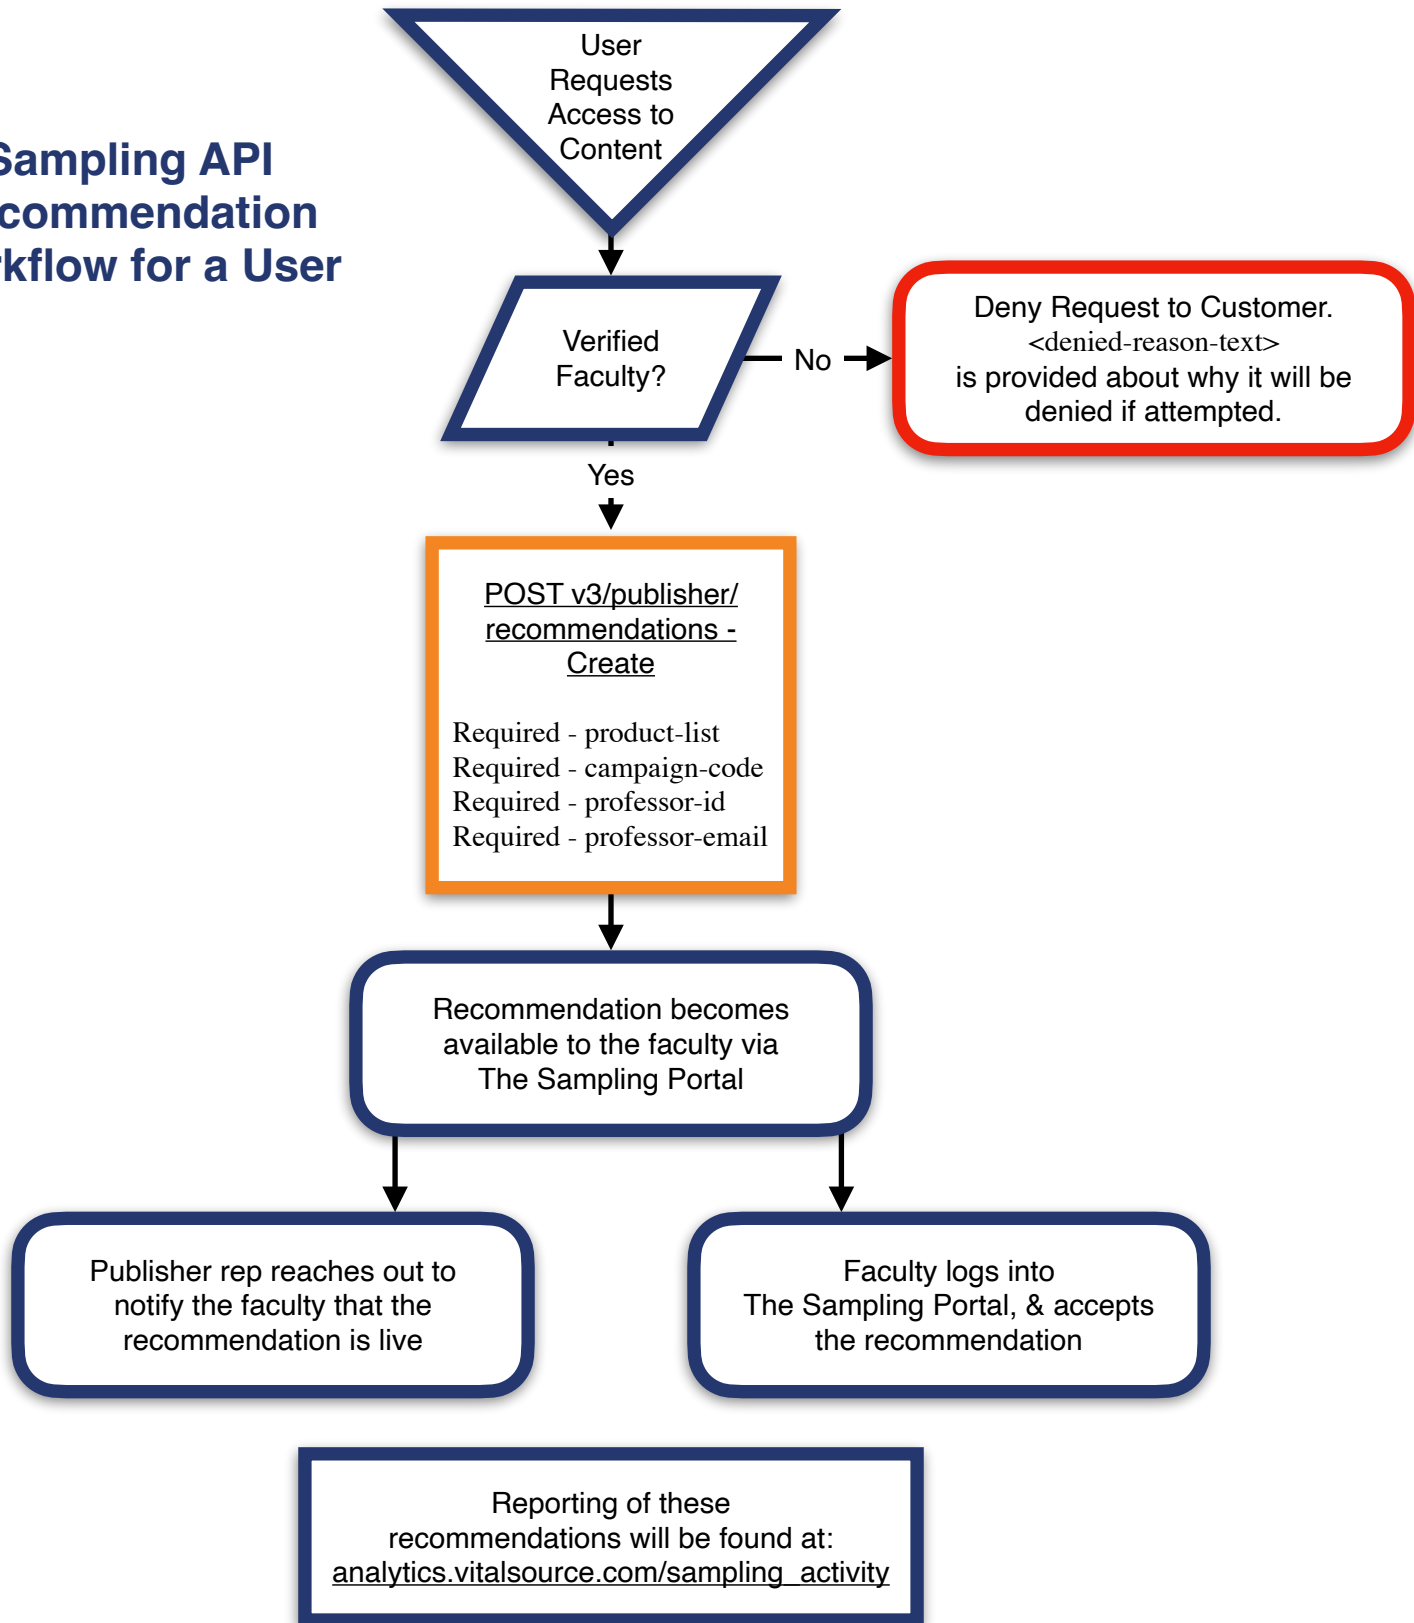 User
Requests
Access to
Content
Sampling API
commendation
rkflow for a User
Verified
Faculty?
No
Deny Request to Customer.
<denied-reason-text>
is provided about why it will be
denied if attempted.
Yes
POST v3/publisher/
recommendations -
Create
Required - product-list
Required - campaign-code
Required - professor-id
Required - professor-email
Recommendation becomes
available to the faculty via
The Sampling Portal
Publisher rep reaches out to
notify the faculty that the
recommendation is live
Faculty logs into
The Sampling Portal, & accepts
the recommendation
Reporting of these
recommendations will be found at:
analytics.vitalsource.com/sampling_activity